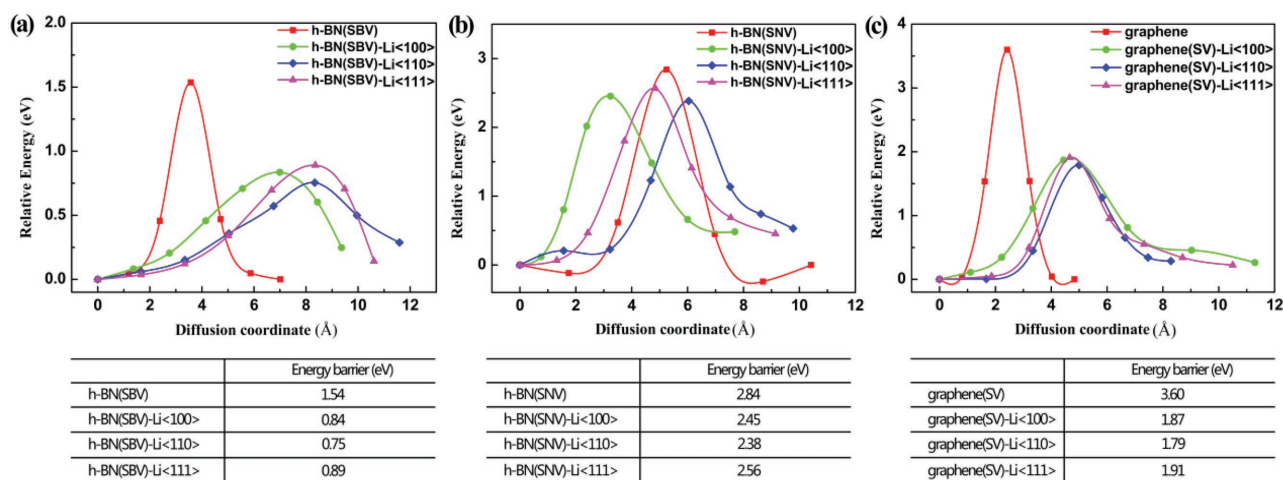 (a)
2.0
1.5
1.0
0.5
0.0
Relative Energy (eV)
h-BN(SBV)
h-BN(SBV)-Li<100>
h-BN(SBV)-Li<110>
h-BN(SBV)-Li<111>
0 2 4 6 8 10 12
Diffusion coordinate (Å)
(b)
3
2
1
0
Relative Energy (eV)
h-BN(SNV)
h-BN(SNV)-Li<100>
h-BN(SNV)-Li<110>
h-BN(SNV)-Li<111>
0 2 4 6 8 10 12
Diffusion coordinate (Å)
(c)
4
3
2
1
0
Relative Energy (eV)
graphene
graphene(SV)-Li<100>
graphene(SV)-Li<110>
graphene(SV)-Li<111>
0 2 4 6 8 10 12
Diffusion coordinate (Å)
Energy barrier (eV)
h-BN(SBV) 1.54
h-BN(SBV)-Li<100> 0.84
h-BN(SBV)-Li<110> 0.75
h-BN(SBV)-Li<111> 0.89
Energy barrier (eV)
h-BN(SNV) 2.84
h-BN(SNV)-Li<100> 2.45
h-BN(SNV)-Li<110> 2.38
h-BN(SNV)-Li<111> 2.56
Energy barrier (eV)
graphene(SV) 3.60
graphene(SV)-Li<100> 1.87
graphene(SV)-Li<110> 1.79
graphene(SV)-Li<111> 1.91